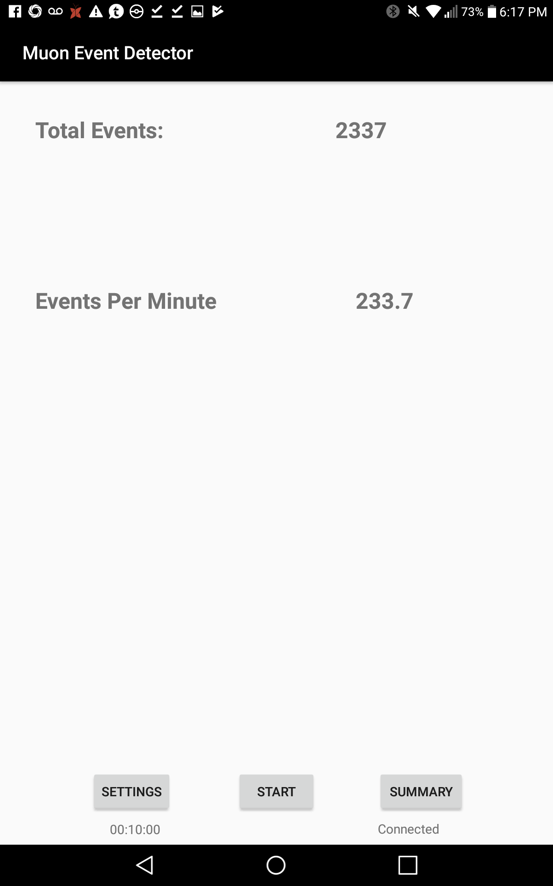 73% 6:17 PM
Muon Event Detector
Total Events: 2337
Events Per Minute 233.7
SETTINGS START SUMMARY
00:10:00 Connected